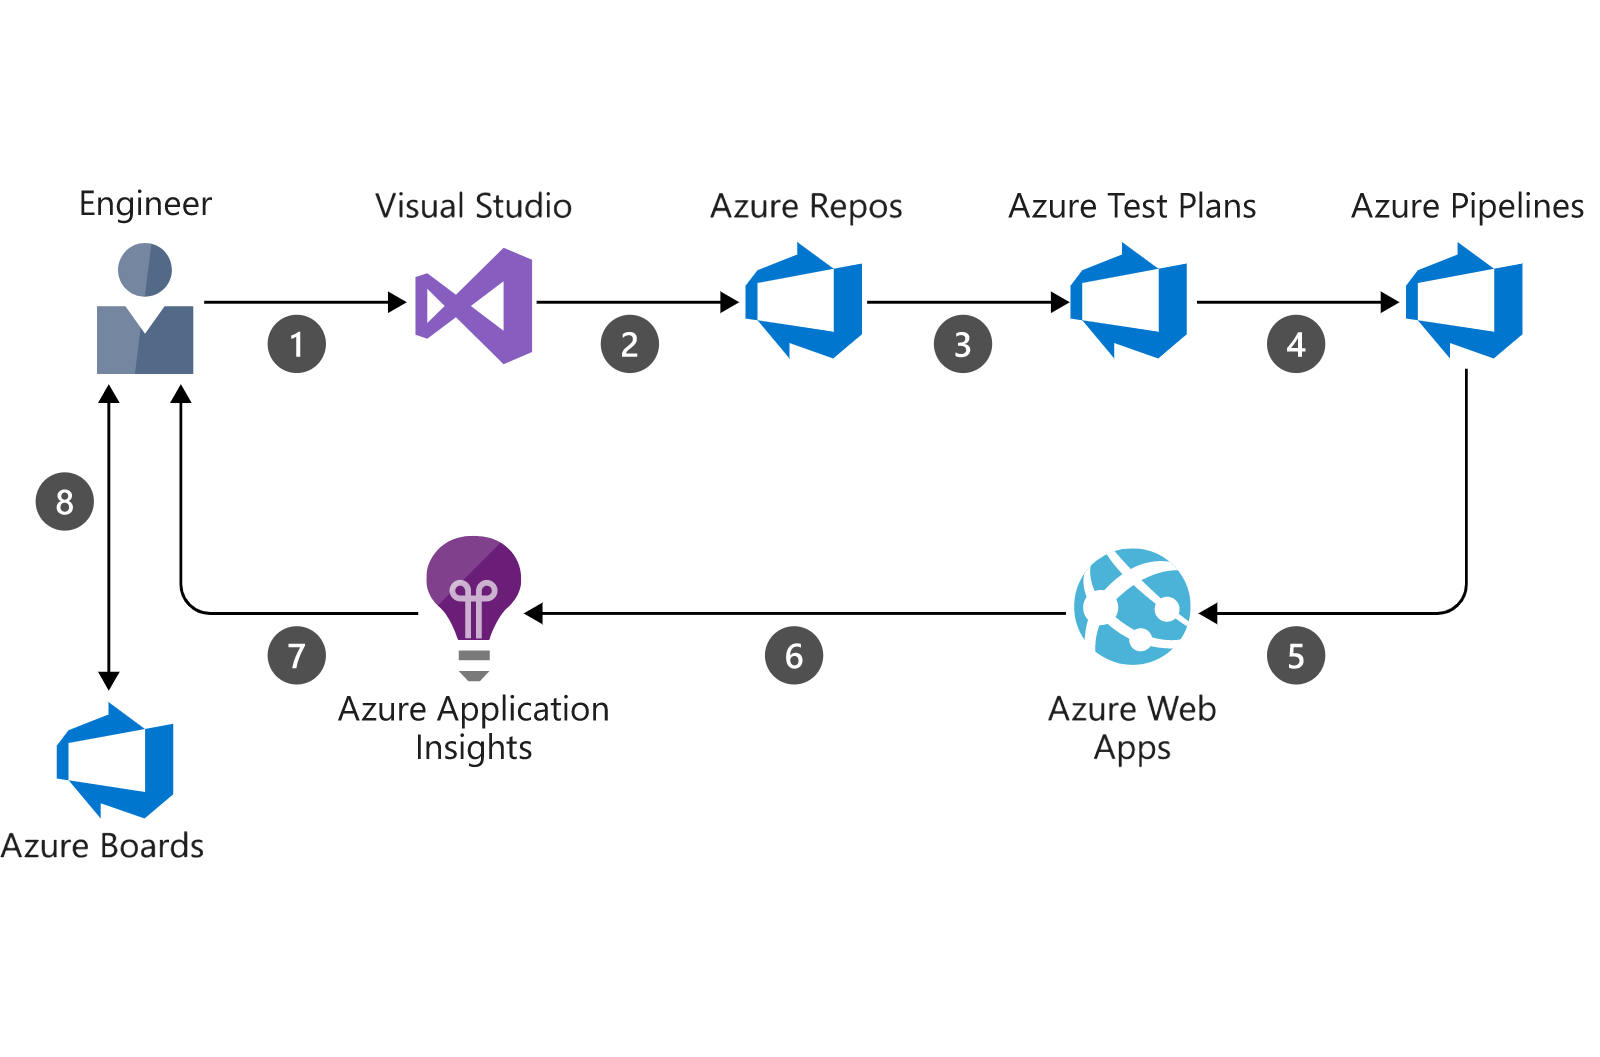 Engineer
Visual Studio
Azure Repos
Azure Test Plans
Azure Pipelines
1
2
3
4
8
7
6
5
Azure Application
Insights
Azure Web
Apps
Azure Boards